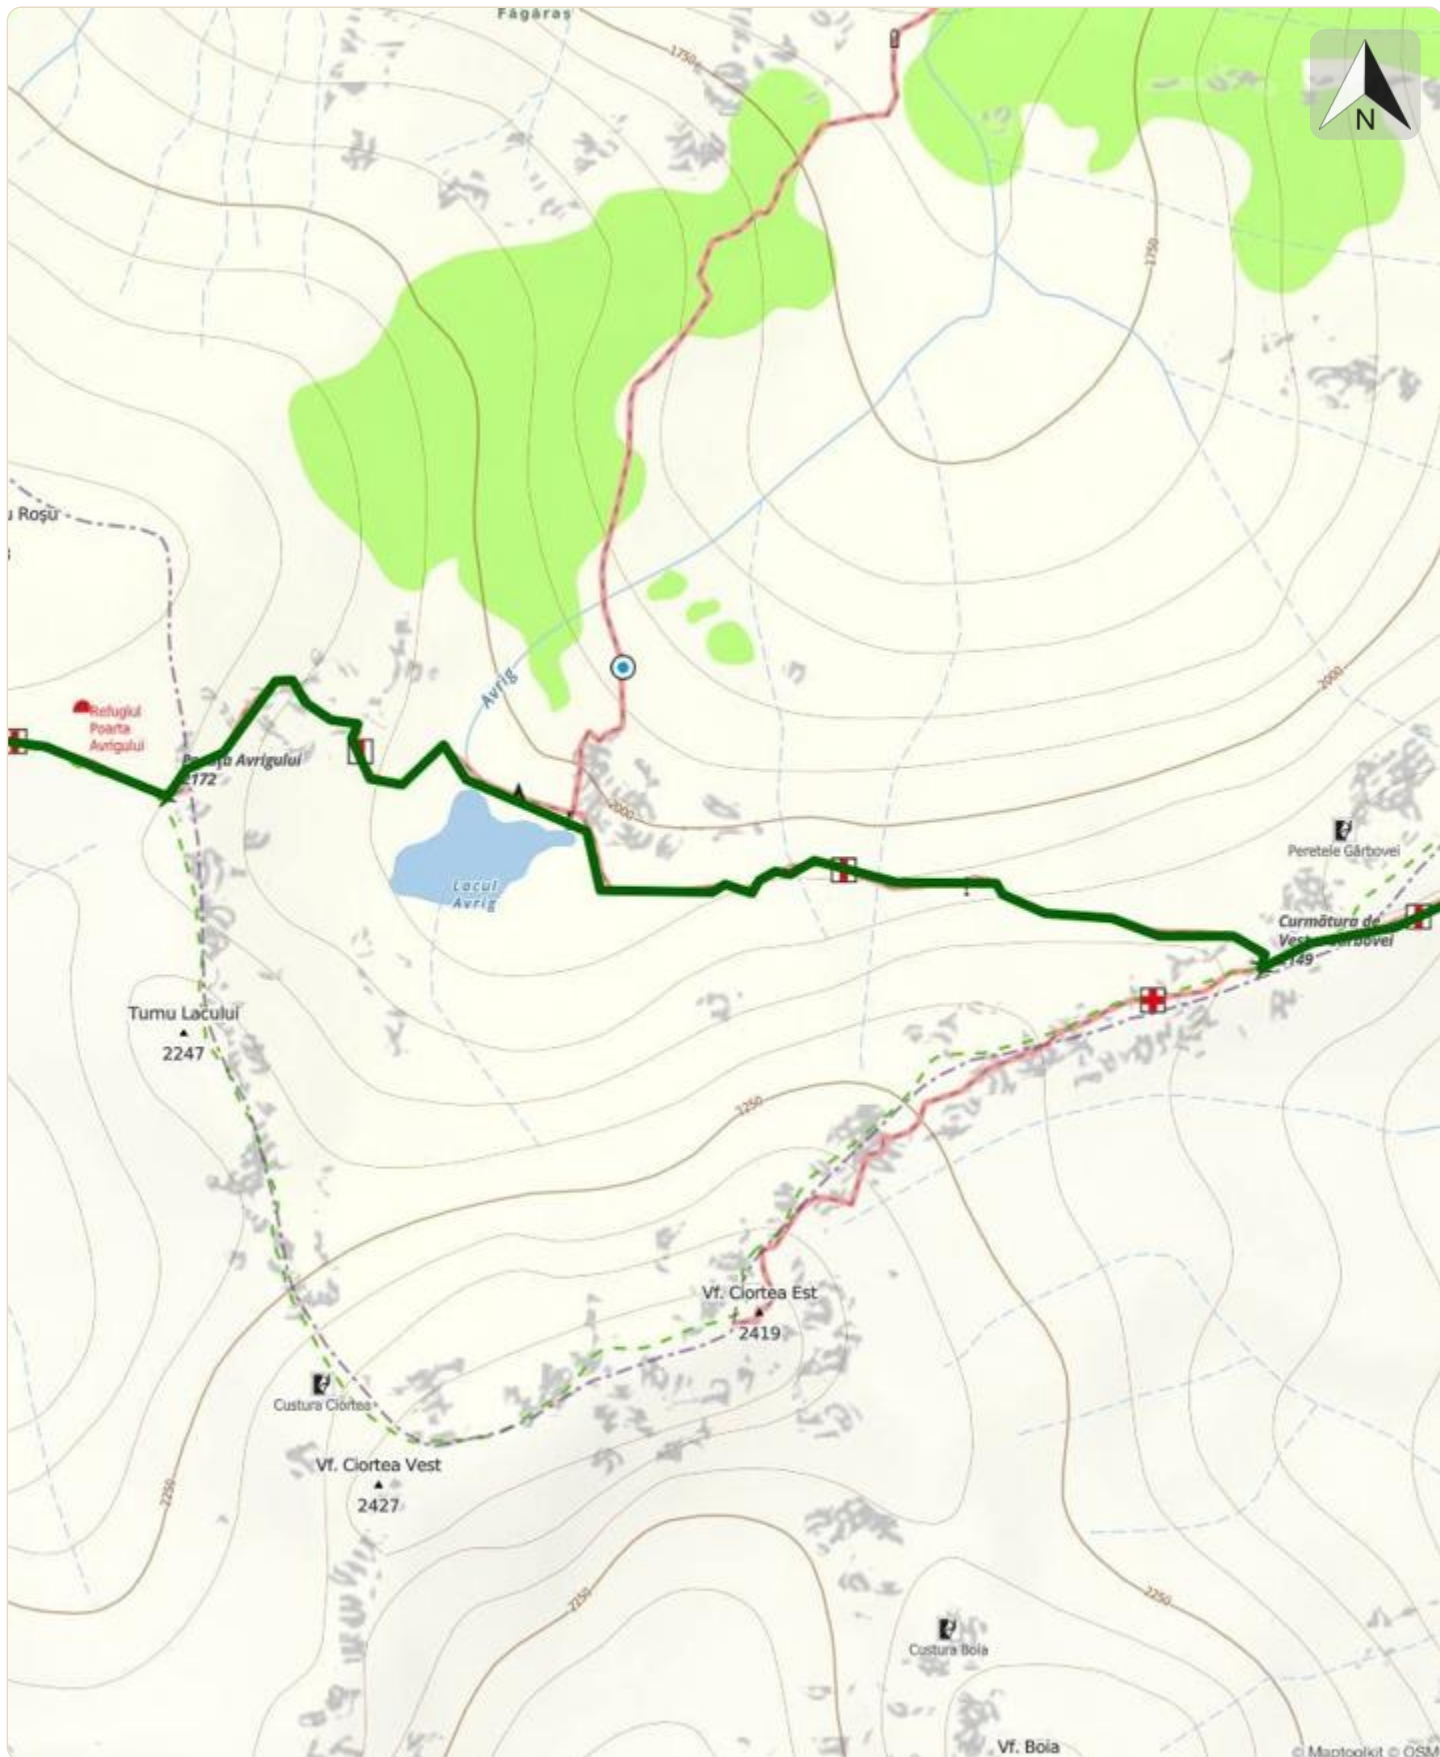 Făgăraș
N
1750
1750
u Roșu
2000
Avrig
Refugiul
Poarta
Avrigului
Avrigului
2172
2000
Peretele Gârbovei
Lacul
Avrig
Curmătura de
2149
Tumu Lacului
2247
2250
Vf. Ciortea Est
2419
Custura Ciortea
Vf. Ciortea Vest
2427
2250
2250
2250
Custura Boia
Vf. Boia
© Maptoolkit © OSM